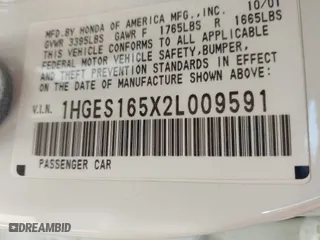 MFD.BY HONDA OF AMERICA MFG.,INC. 10/01
GVWR 3395LBS GAWR F 1765LBS R 1665LBS
THIS VEHICLE CONFORMS TO ALL APPLICABLE
FEDERAL MOTOR VEHICLE SAFETY,BUMPER,
AND THEFT PREVENTION STANDARDS IN EFFECT
ON THE DATE OF MANUFACTURE SHOWN ABOVE.
V.I.N. 1HGES165X2L009591
PASSENGER CAR
DREAMBID